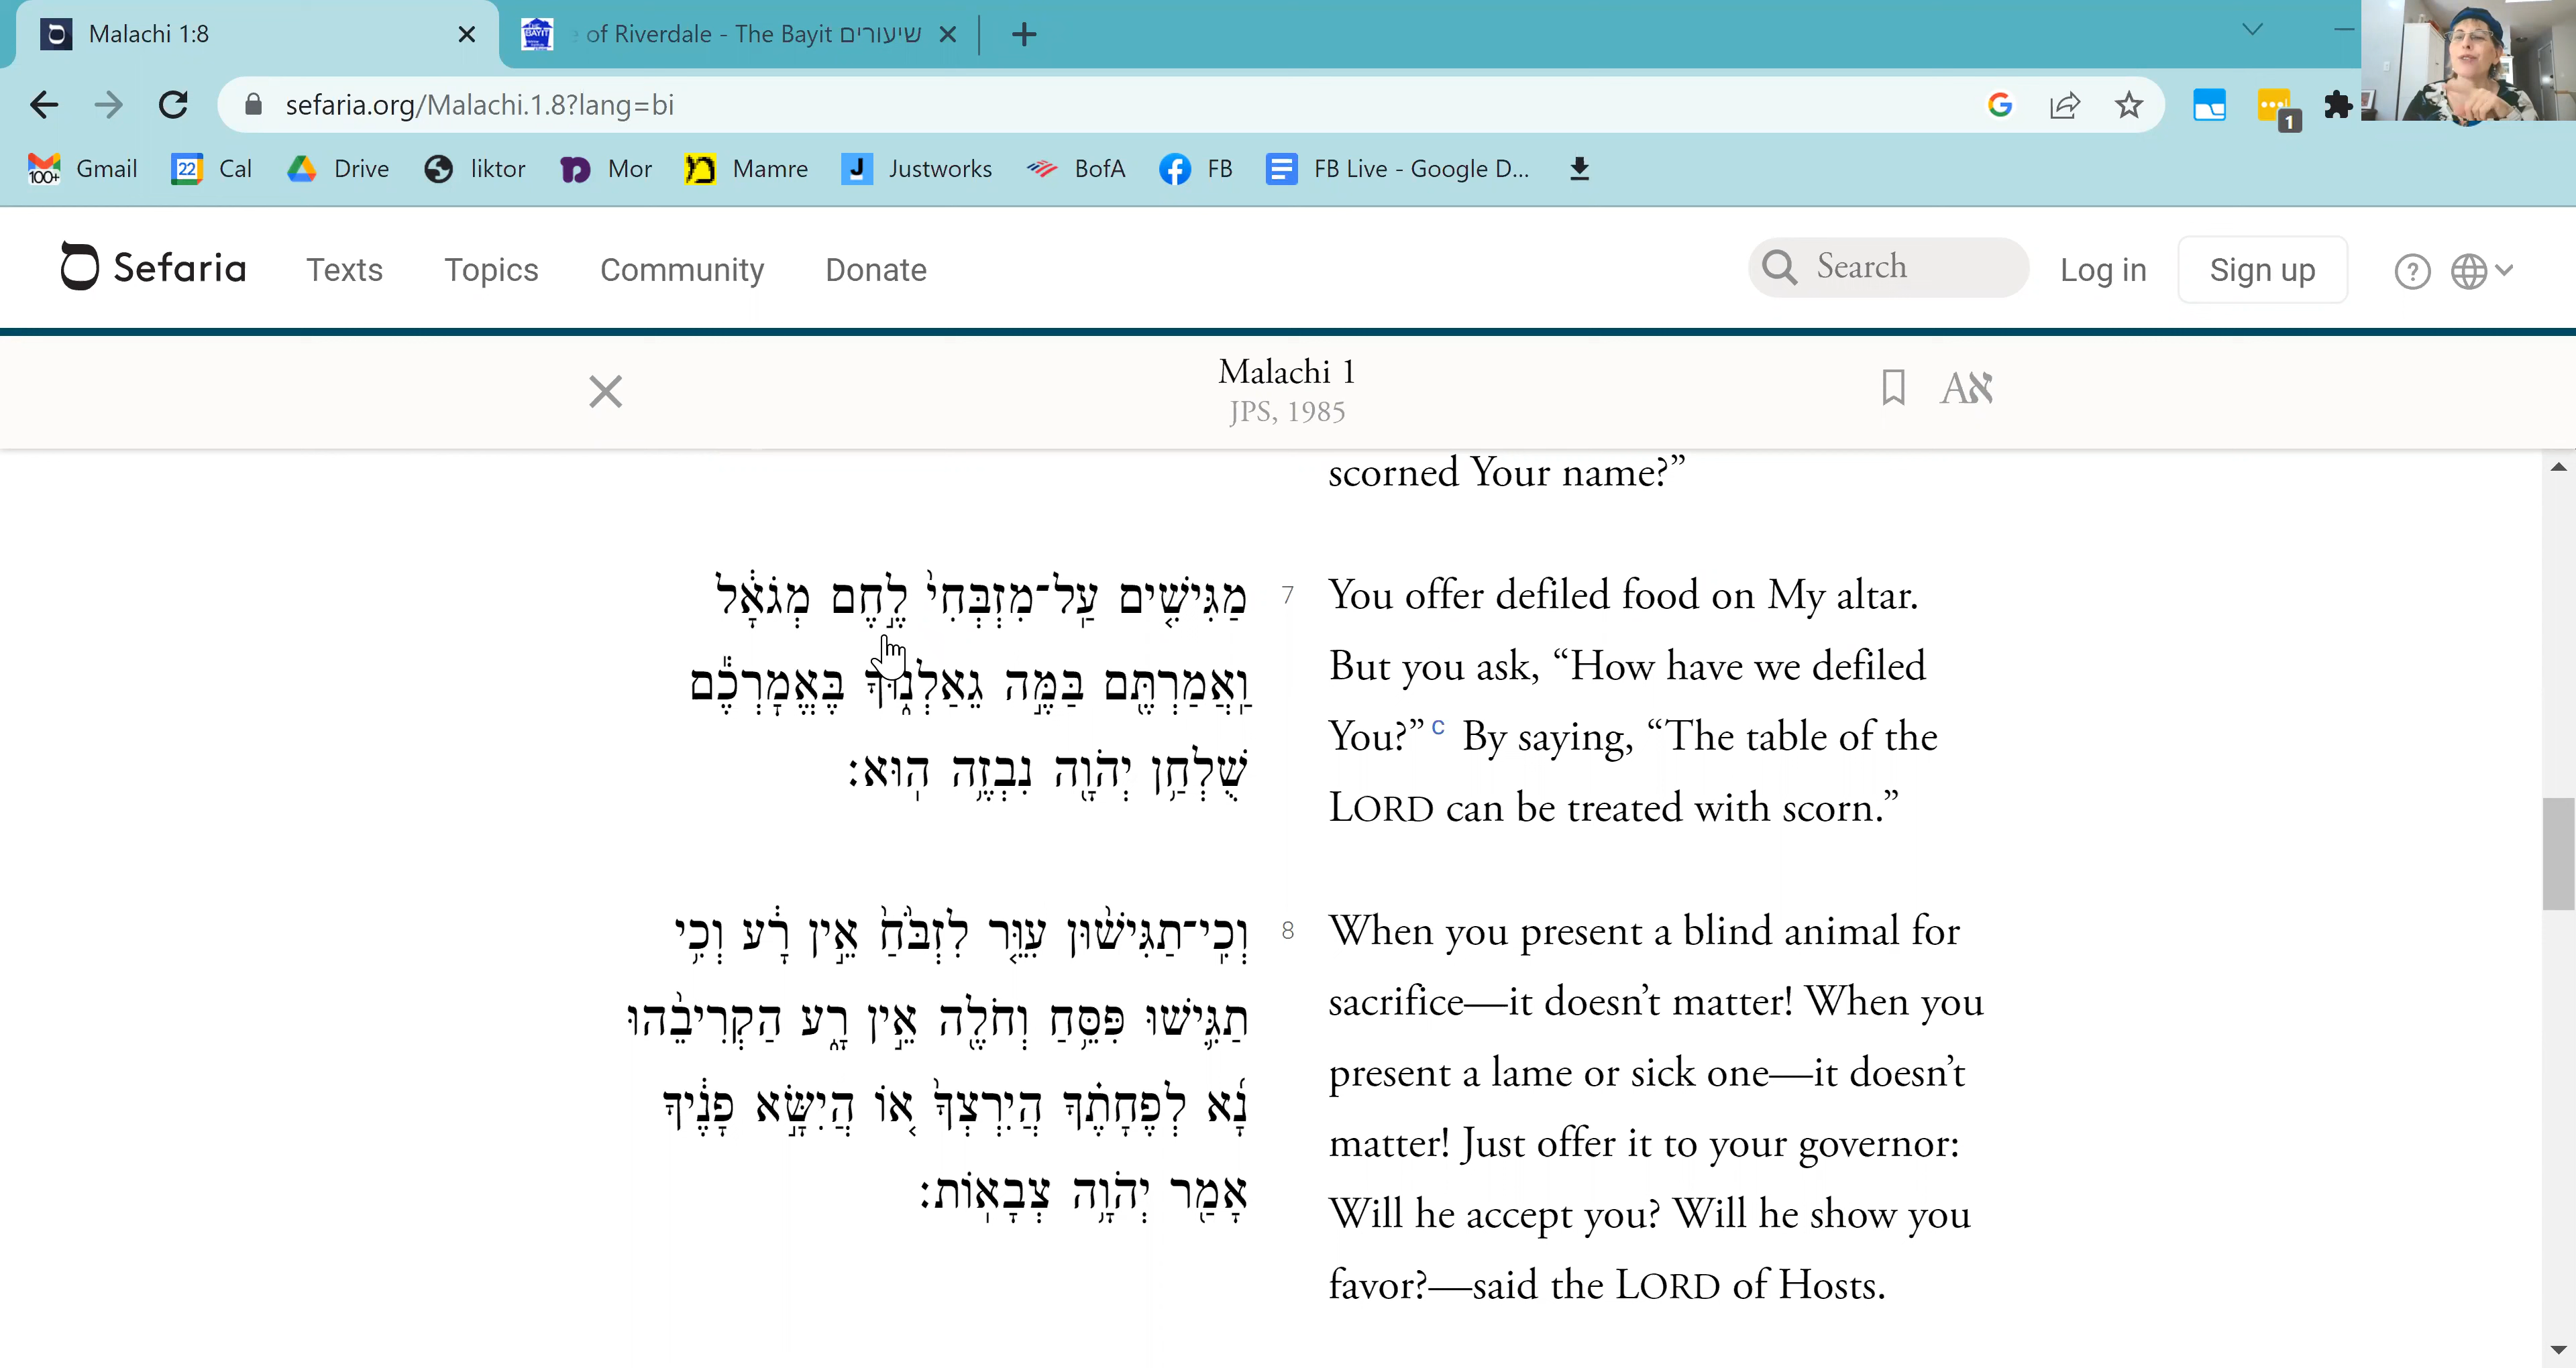 Malachi 1:8
of Riverdale - The Bayit שיעורים
sefaria.org/Malachi.1.8?lang=bi
1
100+ Gmail 22 Cal Drive liktor Mor Mamre J Justworks BofA FB FB Live - Google D...
Sefaria Texts Topics Community Donate Search Log in Sign up
Malachi 1
JPS, 1985
Aא
scorned Your name?”
מַגִּישִׁ֤ים עַֽל־מִזְבְּחִי֙ לֶ֣חֶם מְגֹאָ֔ל
וַאֲמַרְתֶּ֖ם בַּמֶּ֣ה גֵאַלְנ֑וּךָ בֶּאֱמׇרְכֶ֕ם
שֻׁלְחַ֥ן יְהֹוָ֖ה נִבְזֶ֥ה הֽוּא׃
7
You offer defiled food on My altar.
But you ask, “How have we defiled
You?” c By saying, “The table of the
LORD can be treated with scorn.”
וְכִֽי־תַגִּישׁ֨וּן עִוֵּ֤ר לִזְבֹּ֙חַ֙ אֵ֣ין רָ֔ע וְכִ֥י
תַגִּ֛ישׁוּ פִּסֵּ֥חַ וְחֹלֶ֖ה אֵ֣ין רָ֑ע הַקְרִיבֵ֨הוּ
נָ֜א לְפֶחָתֶ֗ךָ הֲיִרְצְךָ֙ א֚וֹ הֲיִשָּׂ֣א פָנֶ֔יךָ
אָמַ֖ר יְהֹוָ֥ה צְבָאֽוֹת׃
8
When you present a blind animal for
sacrifice—it doesn’t matter! When you
present a lame or sick one—it doesn’t
matter! Just offer it to your governor:
Will he accept you? Will he show you
favor?—said the LORD of Hosts.